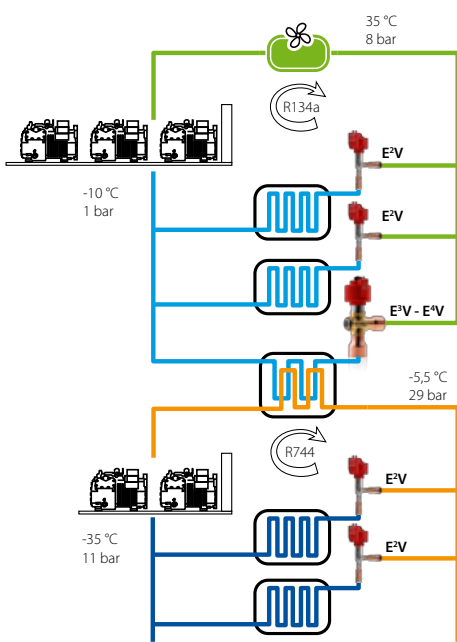 35 °C
8 bar
R134a
E²V
-10 °C
1 bar
E²V
E³V - E⁴V
-5,5 °C
29 bar
R744
E²V
-35 °C
11 bar
E²V